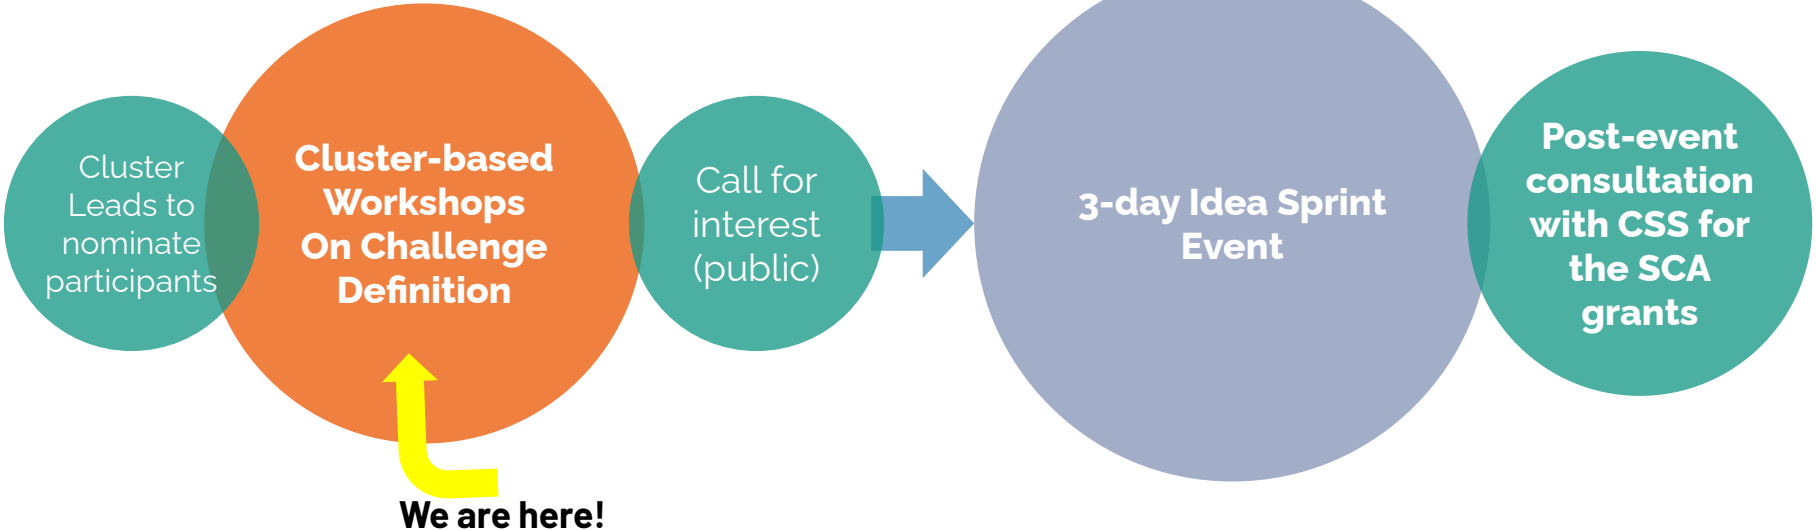 Cluster
Leads to
nominate
participants
Cluster-based
Workshops
On Challenge
Definition
We are here!
Call for
interest
(public)
3-day Idea Sprint
Event
Post-event
consultation
with CSS for
the SCA
grants